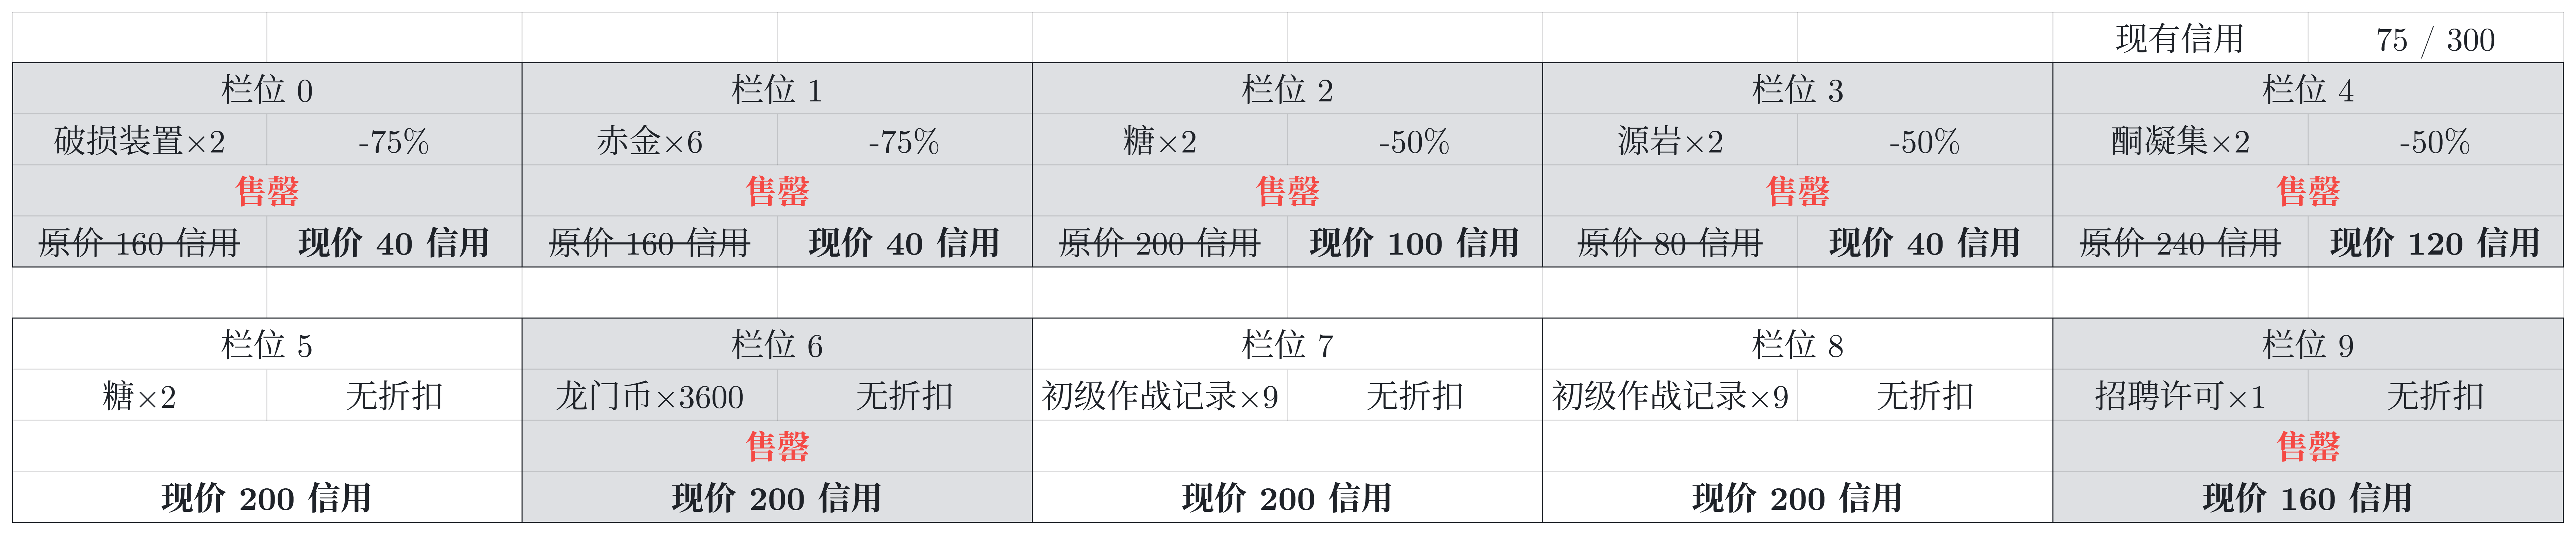 现有信用 75 / 300
栏位 0 栏位 1 栏位 2 栏位 3 栏位 4
破损装置×2 -75% 赤金×6 -75% 糖×2 -50% 源岩×2 -50% 酮凝集×2 -50%
售罄 售罄 售罄 售罄 售罄
原价 160 信用 现价 40 信用 原价 160 信用 现价 40 信用 原价 200 信用 现价 100 信用 原价 80 信用 现价 40 信用 原价 240 信用 现价 120 信用
栏位 5 栏位 6 栏位 7 栏位 8 栏位 9
糖×2 无折扣 龙门币×3600 无折扣 初级作战记录×9 无折扣 初级作战记录×9 无折扣 招聘许可×1 无折扣
售罄 售罄
现价 200 信用 现价 200 信用 现价 200 信用 现价 200 信用 现价 160 信用